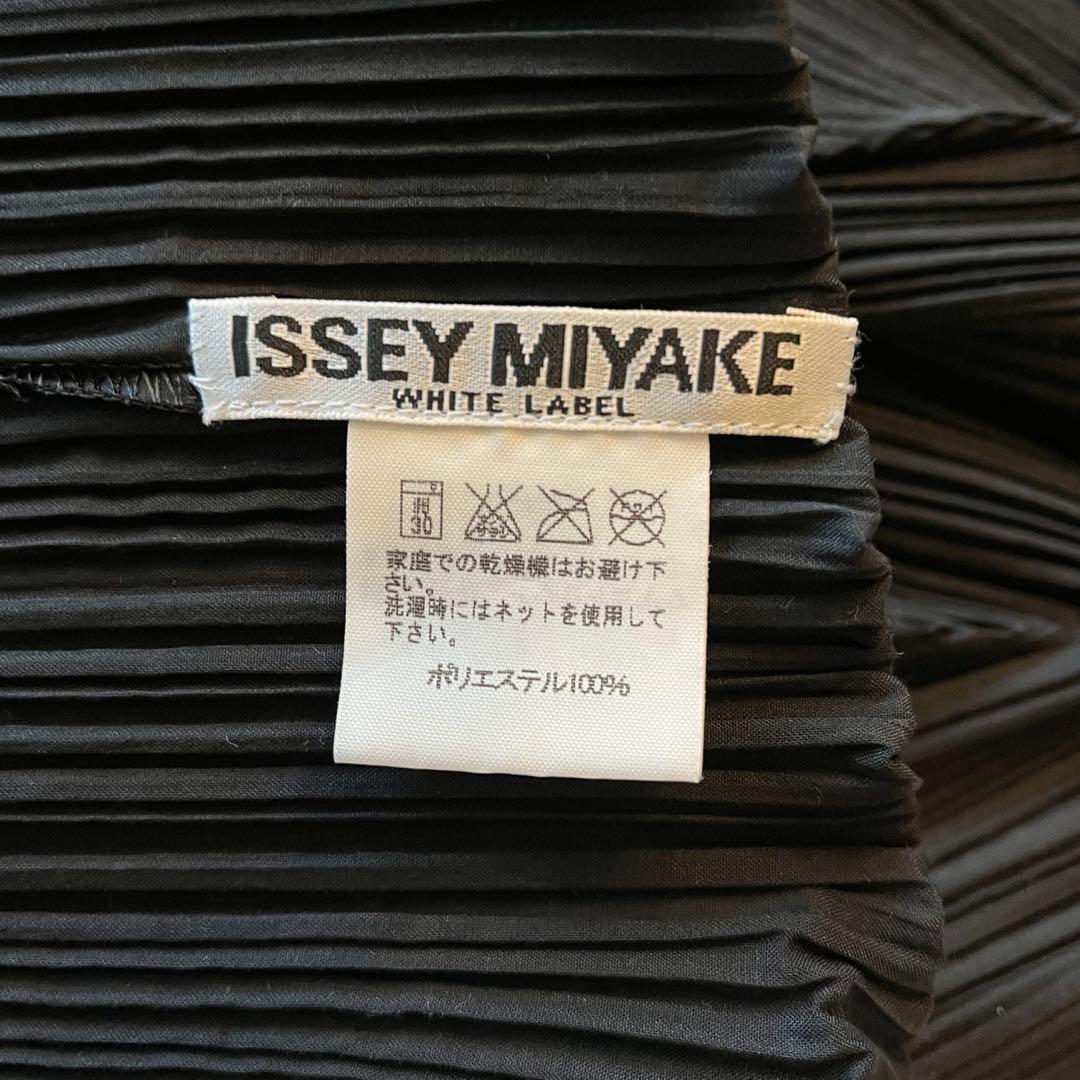 ISSEY MIYAKE
WHITE LABEL
弱
30
家庭での乾燥機はお避け下
さい。
洗濯時にはネットを使用して
下さい。
ポリエステル100%